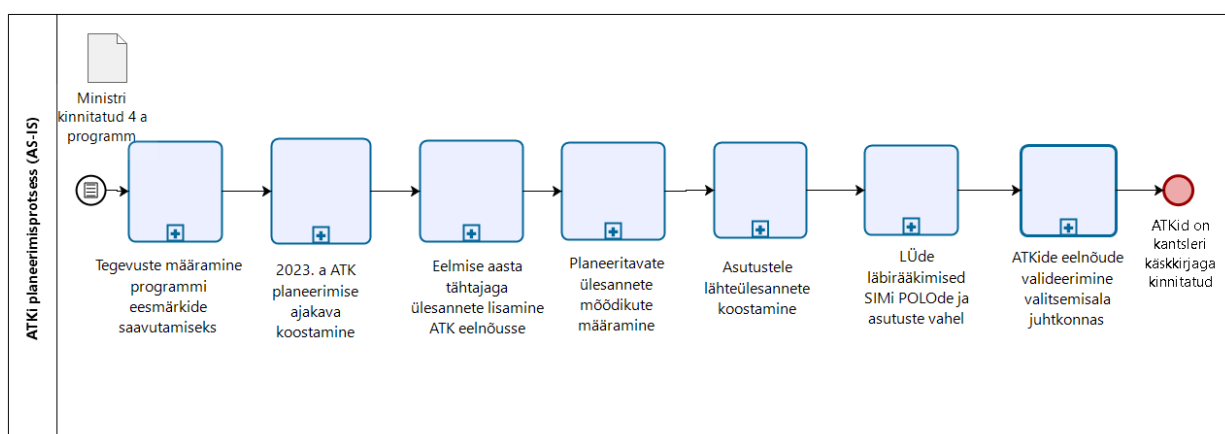 ATKi planeerimisprotsess (AS-IS)
Ministri
kinnitatud 4 a
programm
Tegevuste määramine
programmi
eesmärkide
saavutamiseks
2023. a ATK
planeerimise
ajakava
koostamine
Eelmise aasta
tähtajaga
ülesannete lisamine
ATK eelnõusse
Planeeritavate
ülesannete
mõõdikute
määramine
Asutustele
lähteülesannete
koostamine
LÜde
läbirääkimised
SIMi POLOde ja
asutuste vahel
ATKide eelnõude
valideerimine
valitsemisala
juhtkonnas
ATKid on
kantsleri
käskkirjaga
kinnitatud